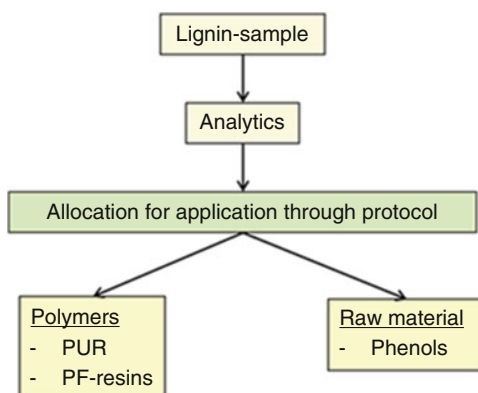 Lignin-sample
Analytics
Allocation for application through protocol
Polymers
- PUR
- PF-resins
Raw material
- Phenols